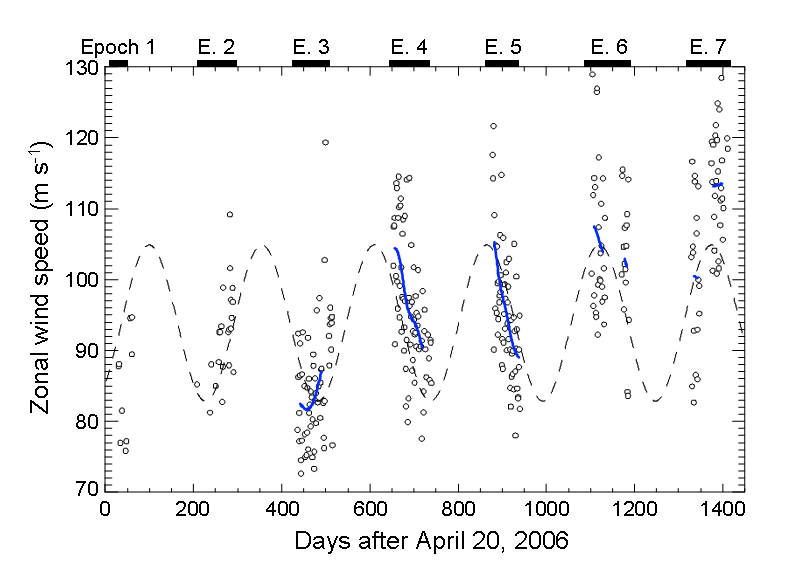 Epoch 1 E. 2 E. 3 E. 4 E. 5 E. 6 E. 7
130
120
110
100
90
80
70
0 200 400 600 800 1000 1200 1400
Zonal wind speed (m s⁻¹)
Days after April 20, 2006